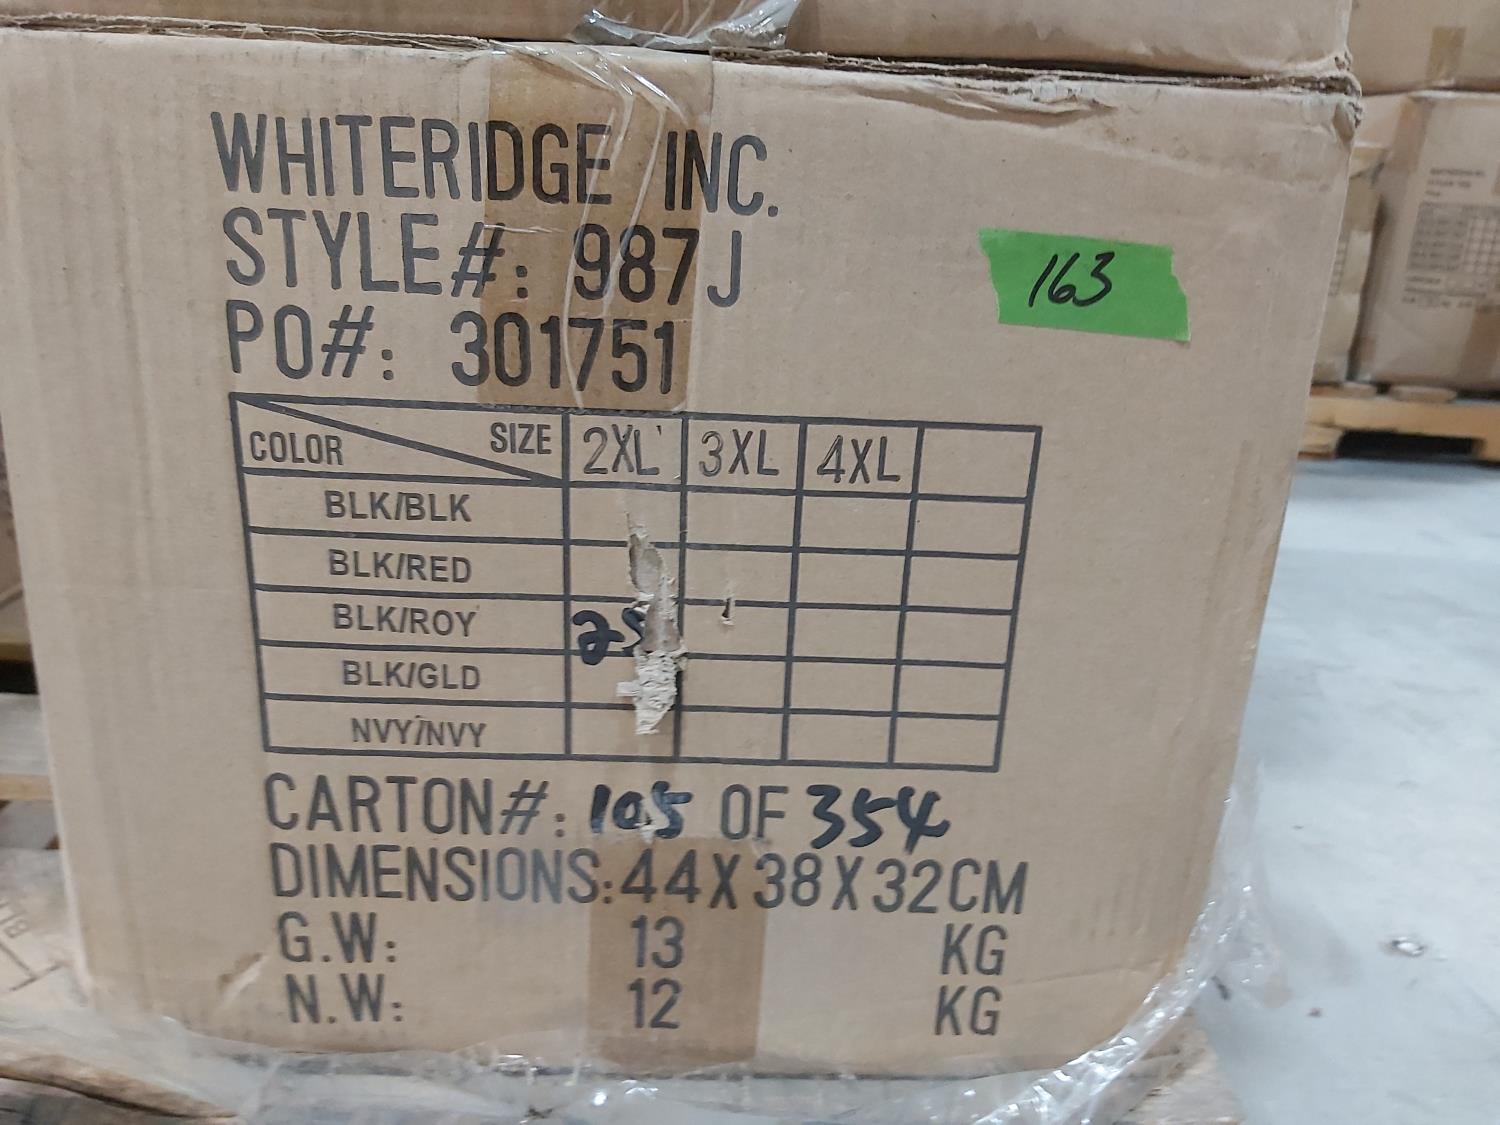 WHITERIDGE INC.
STYLE#: 987J
163
PO#: 301751
COLOR SIZE 2XL 3XL 4XL
BLK/BLK
BLK/RED
BLK/ROY 25
BLK/GLD
NVY/NVY
CARTON#: 105 OF 354
DIMENSIONS: 44 X 38 X 32 CM
G.W: 13 KG
N.W: 12 KG